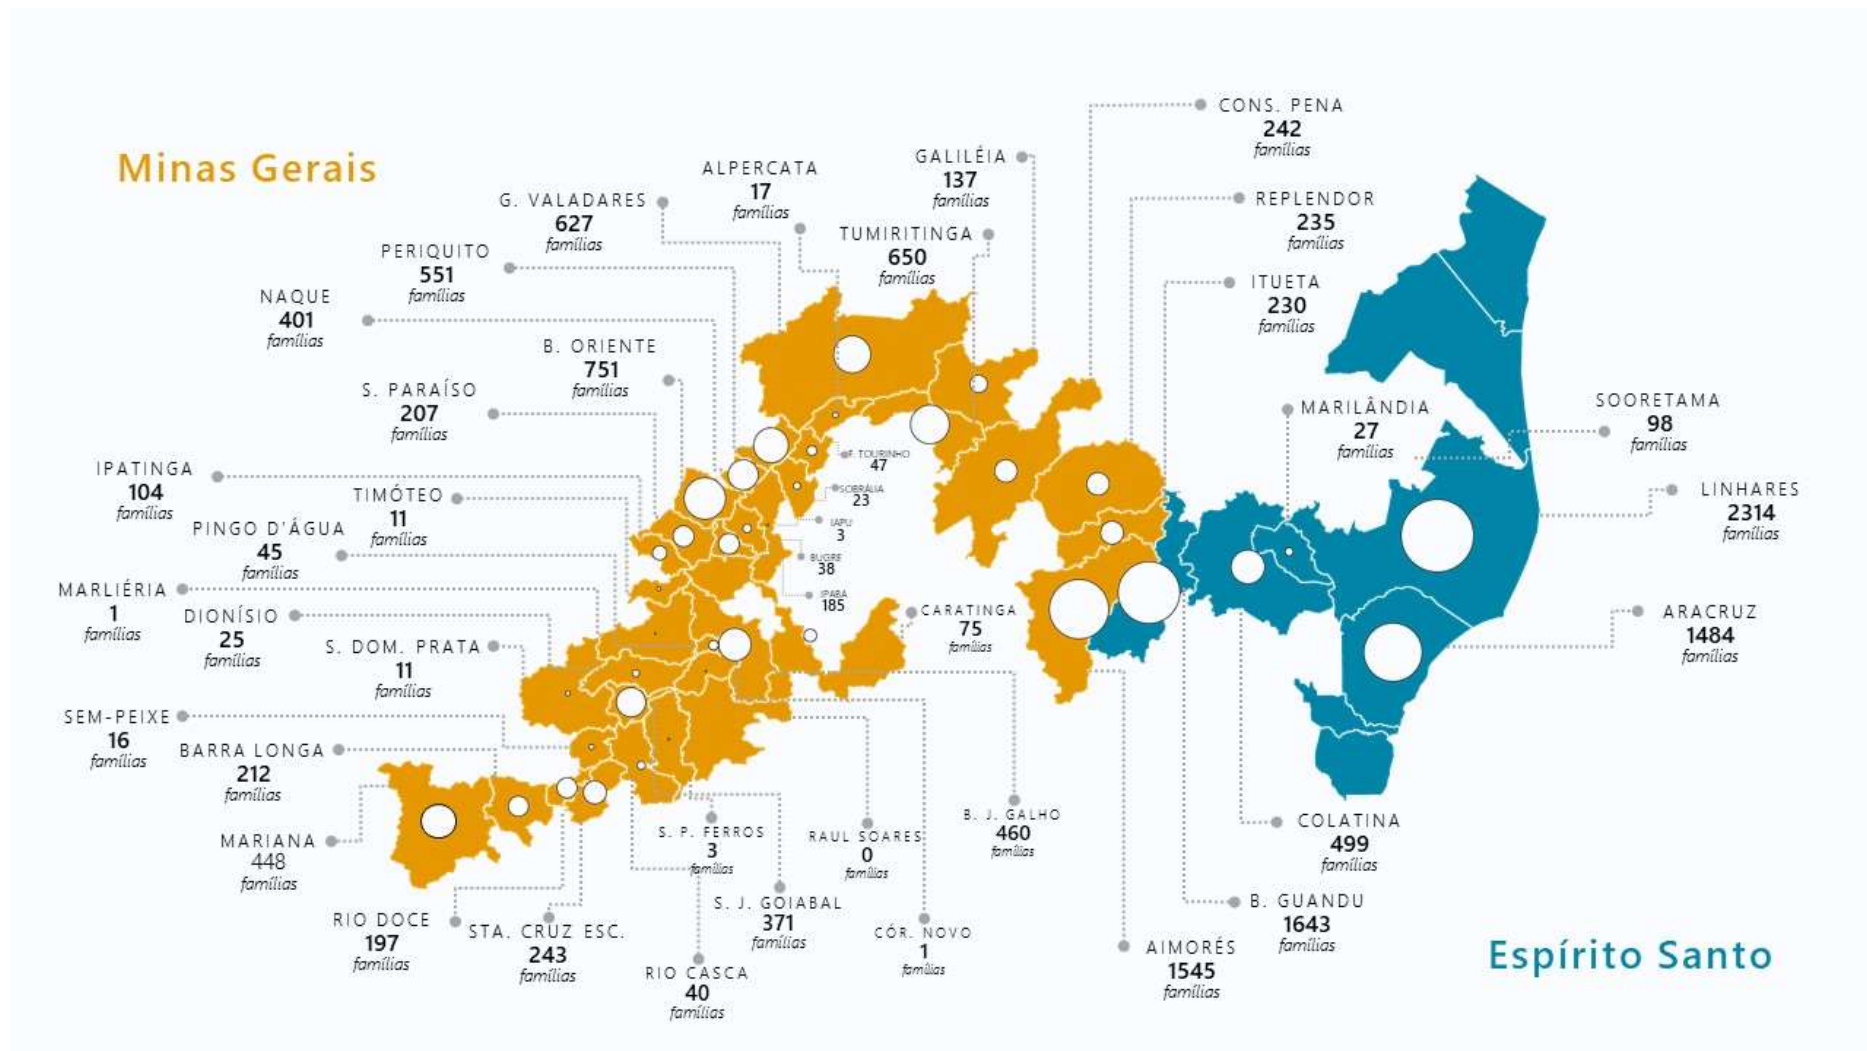 Minas Gerais
CONS. PENA
242
famílias
GALILÉIA
137
famílias
ALPERCATA
17
famílias
G. VALADARES
627
famílias
REPLENDOR
235
famílias
TUMIRITINGA
650
famílias
PERIQUITO
551
famílias
ITUETA
230
famílias
NAQUE
401
famílias
B. ORIENTE
751
famílias
S. PARAÍSO
207
famílias
SOORETAMA
98
famílias
MARILÂNDIA
27
famílias
F. TOURINHO
47
IPATINGA
104
famílias
LINHARES
2314
famílias
SOBRÁLIA
23
TIMÓTEO
11
famílias
IAPU
3
PINGO D'ÁGUA
45
famílias
BUGRE
38
MARLIÉRIA
1
famílias
IPABA
185
CARATINGA
75
famílias
ARACRUZ
1484
famílias
DIONÍSIO
25
famílias
S. DOM. PRATA
11
famílias
SEM-PEIXE
16
famílias
BARRA LONGA
212
famílias
B. J. GALHO
460
famílias
COLATINA
499
famílias
S. P. FERROS
3
famílias
RAUL SOARES
0
famílias
MARIANA
448
famílias
B. GUANDU
1643
famílias
S. J. GOIABAL
371
famílias
RIO DOCE
197
famílias
STA. CRUZ ESC.
243
famílias
CÓR. NOVO
1
famílias
AIMORÉS
1545
famílias
RIO CASCA
40
famílias
Espírito Santo